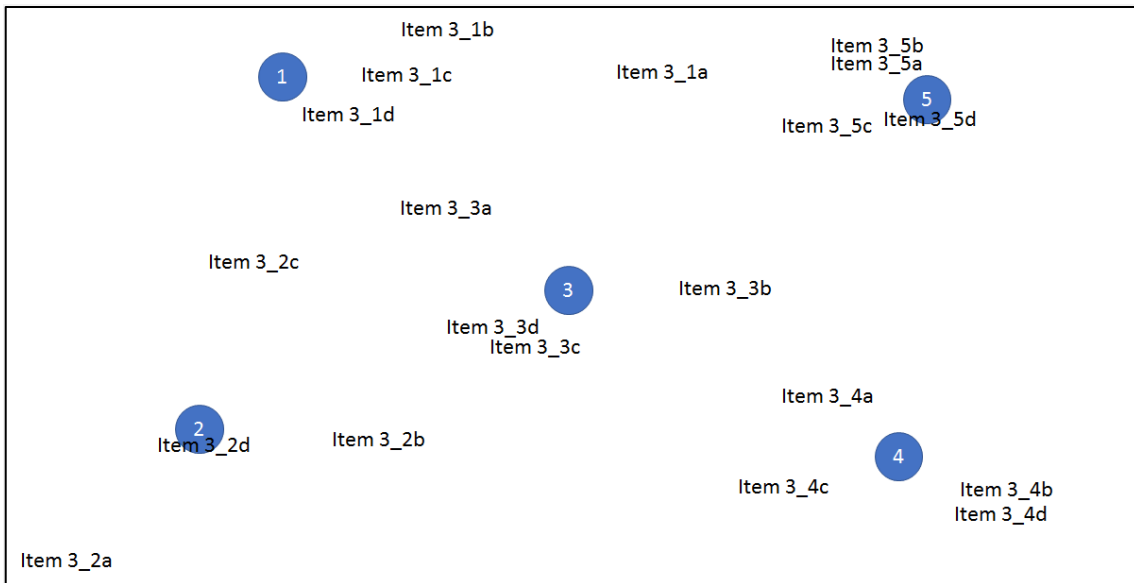 Item 3_1b
Item 3_5b
Item 3_5a
1
Item 3_1c
Item 3_1a
5
Item 3_1d
Item 3_5c
Item 3_5d
Item 3_3a
Item 3_2c
3
Item 3_3b
Item 3_3d
Item 3_3c
Item 3_4a
2
Item 3_2d
Item 3_2b
4
Item 3_4c
Item 3_4b
Item 3_4d
Item 3_2a